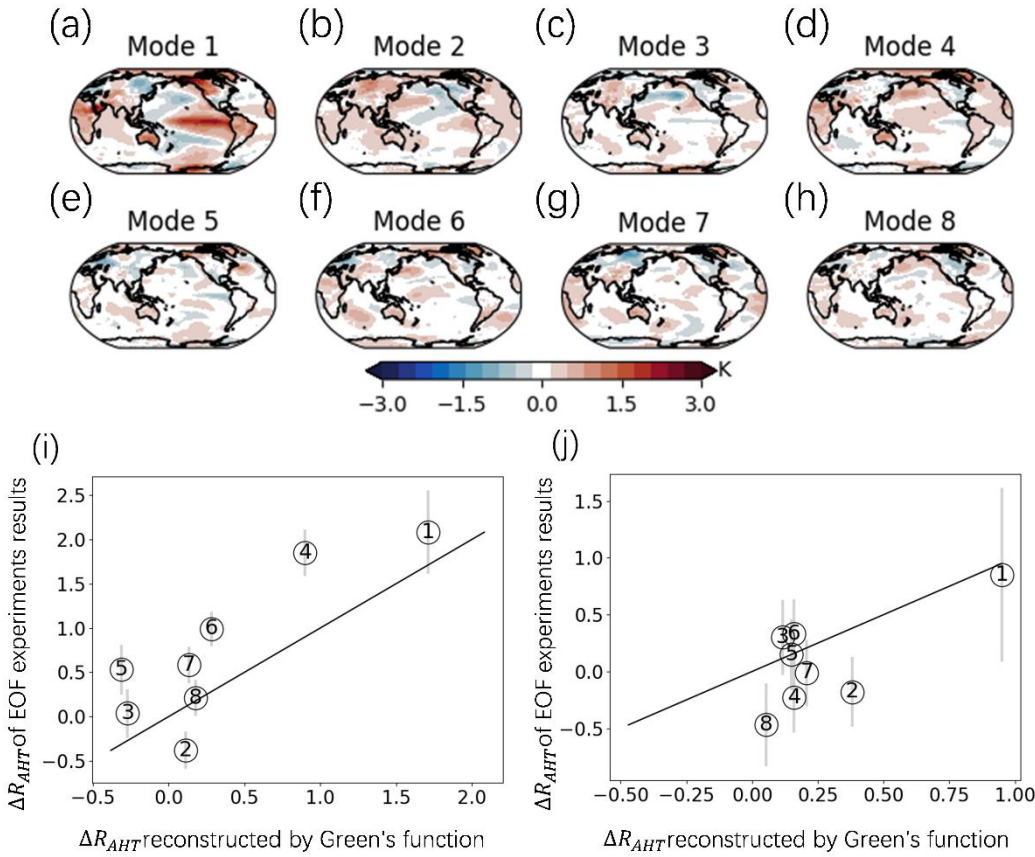 (a) (b) (c) (d)
Mode 1 Mode 2 Mode 3 Mode 4
(e) (f) (g) (h)
Mode 5 Mode 6 Mode 7 Mode 8
K
−3.0 −1.5 0.0 1.5 3.0
(i)
ΔR_AHT of EOF experiments results
2.5
2.0
1.5
1.0
0.5
0.0
−0.5
1
4
6
5
7
8
3
2
−0.5 0.0 0.5 1.0 1.5 2.0
ΔR_AHT reconstructed by Green's function
(j)
ΔR_AHT of EOF experiments results
1.5
1.0
0.5
0.0
−0.5
1
3
6
5
7
2
4
8
−0.50 −0.25 0.00 0.25 0.50 0.75 1.00
ΔR_AHT reconstructed by Green's function